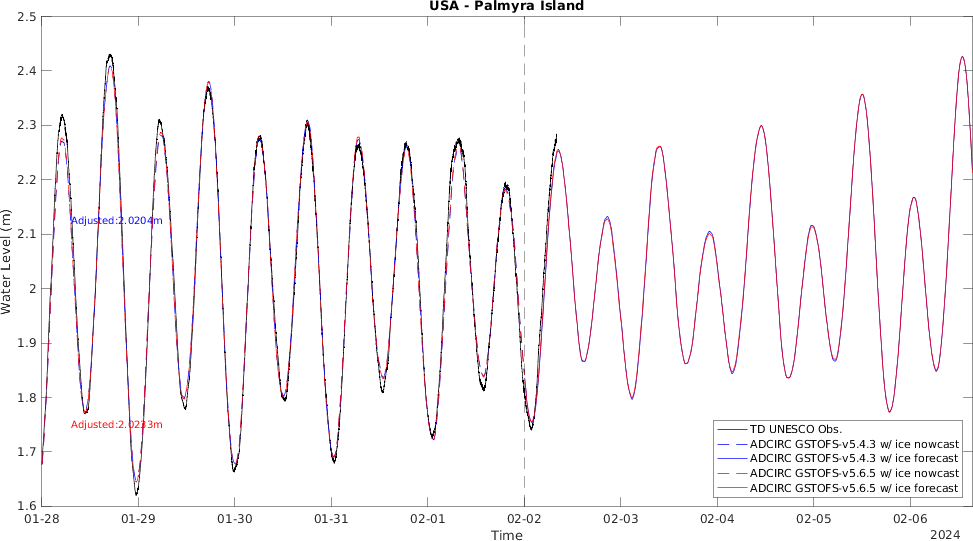 USA - Palmyra Island
2.5
2.4
2.3
2.2
2.1
2
1.9
1.8
1.7
1.6
Water Level (m)
Adjusted:2.0204m
Adjusted:2.0233m
TD UNESCO Obs.
ADCIRC GSTOFS-v5.4.3 w/ ice nowcast
ADCIRC GSTOFS-v5.4.3 w/ ice forecast
ADCIRC GSTOFS-v5.6.5 w/ ice nowcast
ADCIRC GSTOFS-v5.6.5 w/ ice forecast
01-28 01-29 01-30 01-31 02-01 02-02 02-03 02-04 02-05 02-06
Time
2024